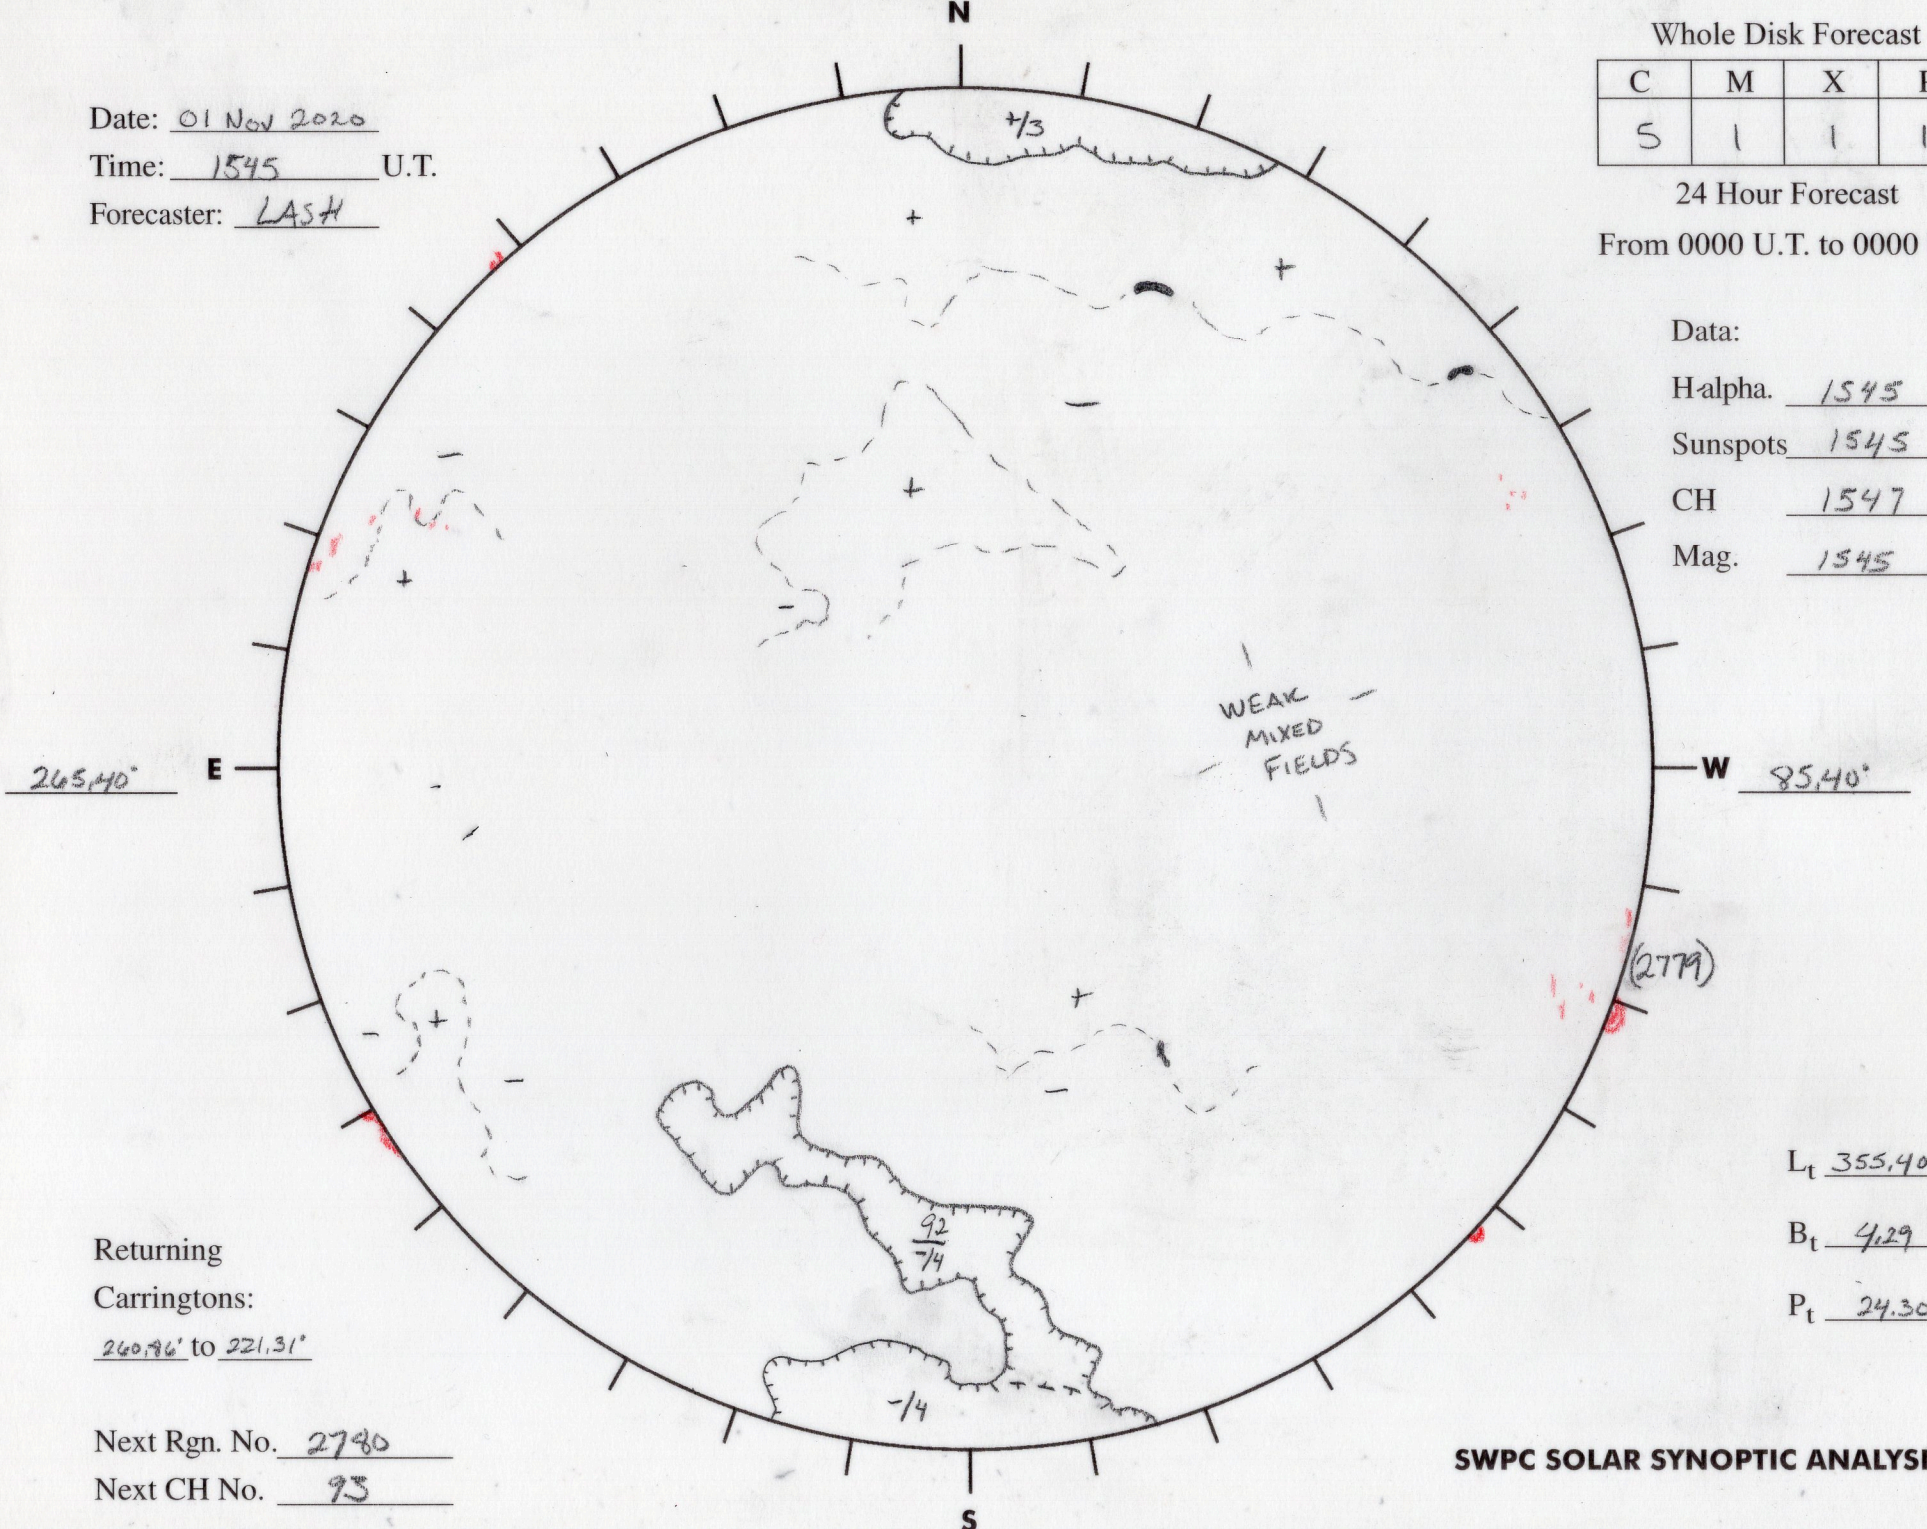 N
Whole Disk Forecast
C M X
5 1 1 1
24 Hour Forecast
From 0000 U.T. to 0000
Date: 01 Nov 2020
Time: 1545 U.T.
Forecaster: LASH
+/3
+
+
Data:
H-alpha. 1545
Sunspots 1545
CH 1547
Mag. 1545
−
−
+
+
−
WEAK
MIXED
FIELDS
265.40° E
W 85.40°
(2779)
+
−
+
−
−
92
-/4
-/4
Lt 355.40
Bt 4.29
Pt 24.30
Returning
Carringtons:
260.86° to 221.31°
Next Rgn. No. 2780
Next CH No. 93
SWPC SOLAR SYNOPTIC ANALYSI
S